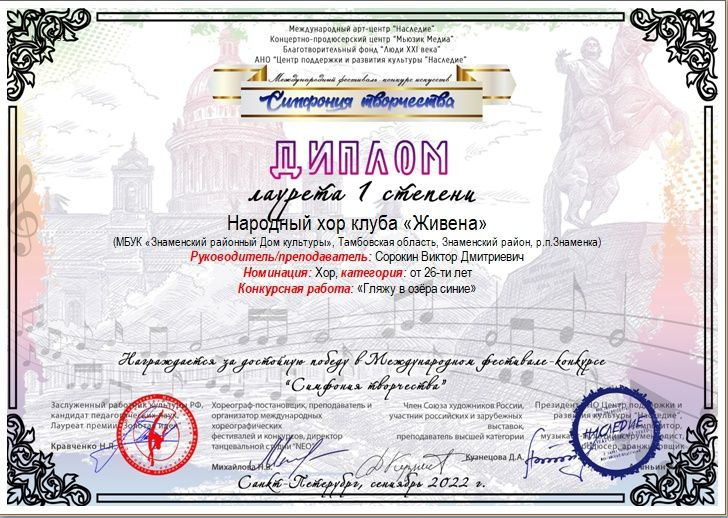 Международный арт-центр "Наследие"
Концертно-продюсерский центр "Мьюзик Медиа"
Благотворительный фонд "Люди XXI века"
АНО "Центр поддержки и развития культуры "Наследие"
Международный фестиваль конкурс искусств
Симфония творчества
ДИПЛОМ
лаурета 1 степени
Народный хор клуба «Живена»
(МБУК «Знаменский районный Дом культуры», Тамбовская область, Знаменский район, р.п.Знаменка)
Руководитель/преподаватель: Сорокин Виктор Дмитриевич
Номинация: Хор, категория: от 26-ти лет
Конкурсная работа: «Гляжу в озёра синие»
Награждается за достойную победу в Международном фестивале-конкурсе
"Симфония творчества"
Заслуженный работник культуры РФ,
кандидат педагогических наук,
Лауреат премии
Кравченко Н.Л.
Хореограф-постановщик, преподаватель и
организатор международных
хореографических
фестивалей и конкурсов, директор
танцевальной студии "NEO"
Михайлова Н.В.
Член Союза художников России,
участник российских и зарубежных
выставок,
преподаватель высшей категории
Кузнецова Д.А.
Президент АНО Центр поддержки и
развития культуры "Наследие",
НАСЛЕДИЕ
Санкт-Петербург, сентябрь 2022 г.